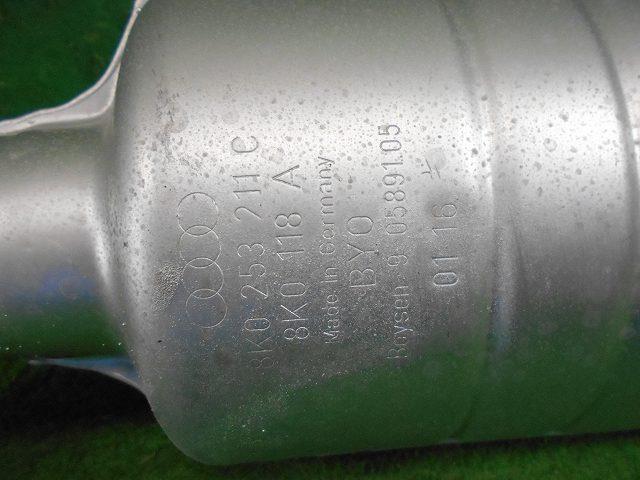 8K0 253 211 C
8K0 118 A
Made in Germany
BYO
Boysen 9 0589105
01 16